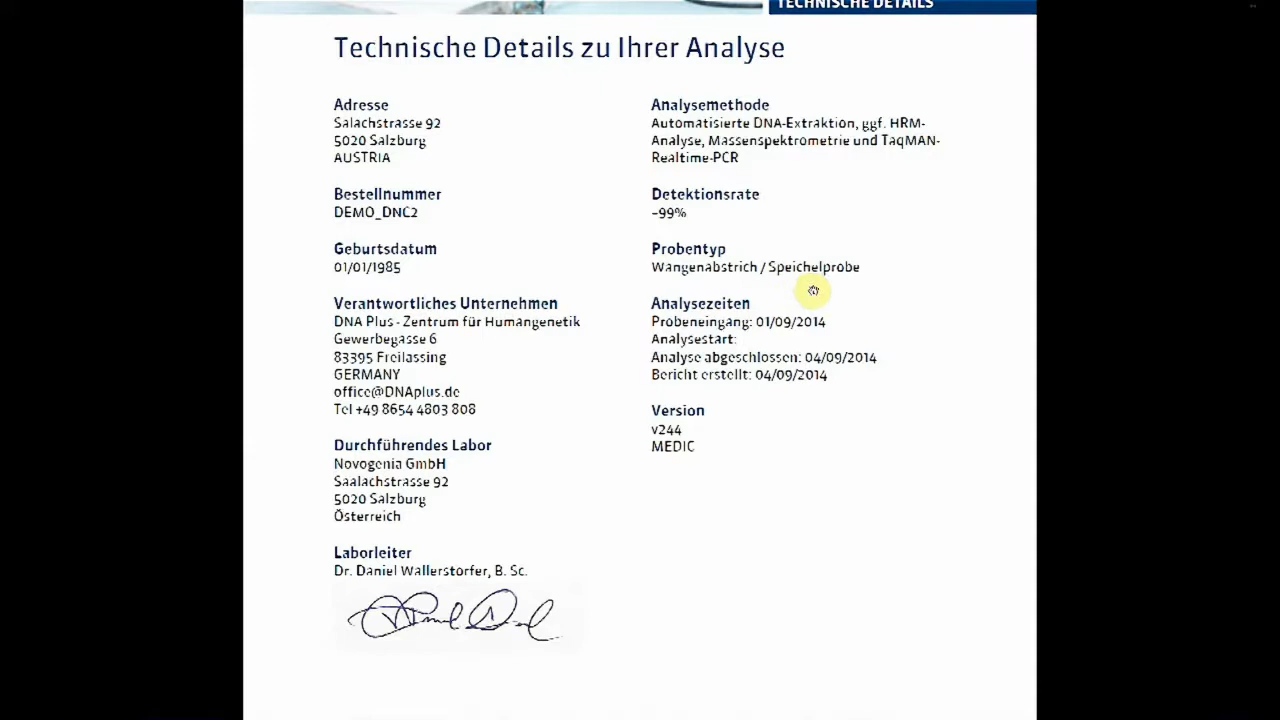 TECHNISCHE DETAILS
Technische Details zu Ihrer Analyse
Adresse
Salachstrasse 92
5020 Salzburg
AUSTRIA
Bestellnummer
DEMO_DNC2
Geburtsdatum
01/01/1985
Verantwortliches Unternehmen
DNA Plus - Zentrum für Humangenetik
Gewerbegasse 6
83395 Freilassing
GERMANY
office@DNAplus.de
Tel +49 8654 4803 808
Durchführendes Labor
Novogenia GmbH
Saalachstrasse 92
5020 Salzburg
Österreich
Laborleiter
Dr. Daniel Wallerstorfer, B. Sc.
Analysemethode
Automatisierte DNA-Extraktion, ggf. HRM-
Analyse, Massenspektrometrie und TaqMAN-
Realtime-PCR
Detektionsrate
~99%
Probentyp
Wangenabstrich / Speichelprobe
Analysezeiten
Probeneingang: 01/09/2014
Analysestart:
Analyse abgeschlossen: 04/09/2014
Bericht erstellt: 04/09/2014
Version
v244
MEDIC